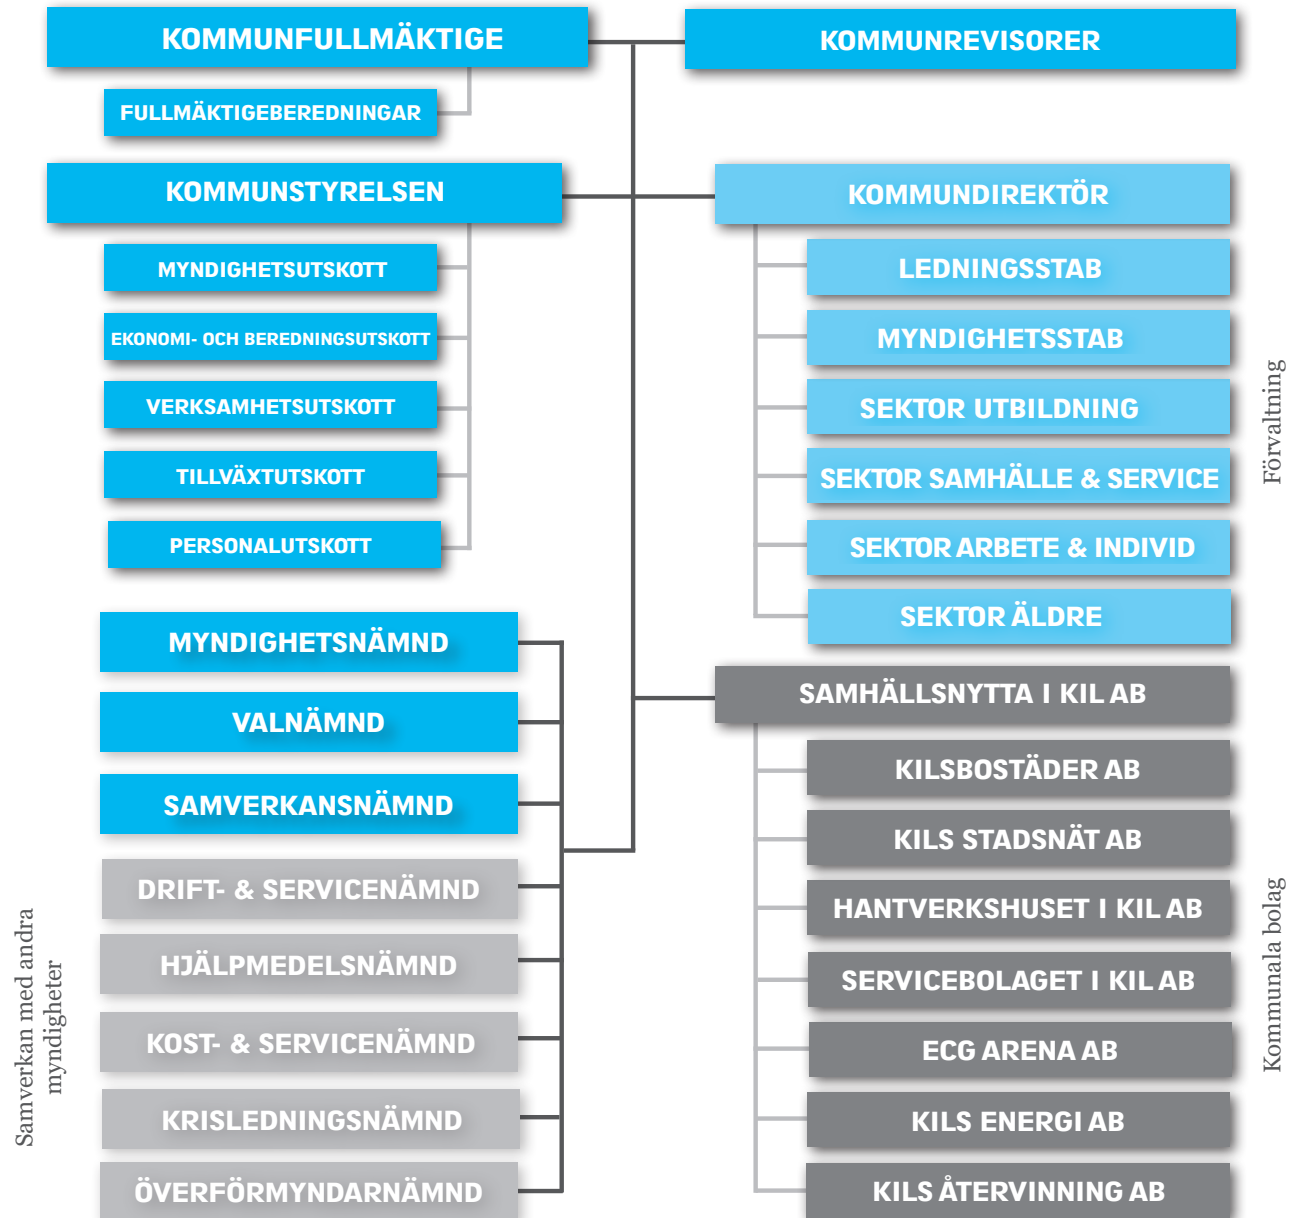 KOMMUNFULLMÄKTIGE
KOMMUNREVISORER
FULLMÄKTIGEBEREDNINGAR
KOMMUNSTYRELSEN
MYNDIGHETSUTSKOTT
EKONOMI- OCH BEREDNINGSUTSKOTT
VERKSAMHETSUTSKOTT
TILLVÄXTUTSKOTT
PERSONALUTSKOTT
KOMMUNDIREKTÖR
LEDNINGSSTAB
MYNDIGHETSSTAB
SEKTOR UTBILDNING
SEKTOR SAMHÄLLE & SERVICE
SEKTOR ARBETE & INDIVID
SEKTOR ÄLDRE
Förvaltning
MYNDIGHETSNÄMND
VALNÄMND
SAMVERKANSNÄMND
DRIFT- & SERVICENÄMND
HJÄLPMEDELSNÄMND
KOST- & SERVICENÄMND
KRISLEDNINGSNÄMND
ÖVERFÖRMYNDARNÄMND
Samverkan med andra
myndigheter
SAMHÄLLSNYTTA I KIL AB
KILSBOSTÄDER AB
KILS STADSNÄT AB
HANTVERKSHUSET I KIL AB
SERVICEBOLAGET I KIL AB
ECG ARENA AB
KILS ENERGI AB
KILS ÅTERVINNING AB
Kommunala bolag